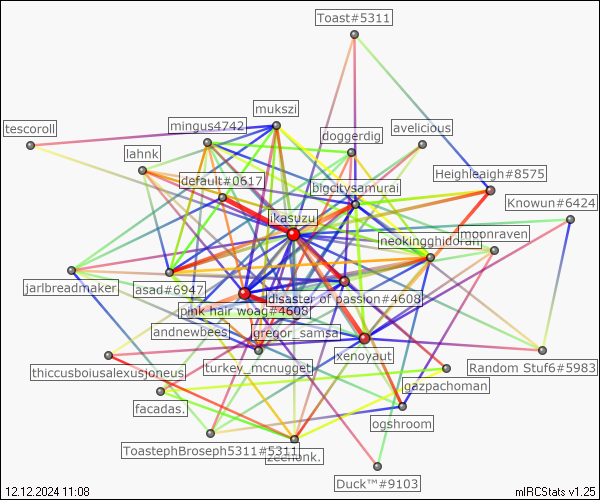 Toast#5311
mukszi
tescoroll
mingus4742
doggerdig
avelicious
lahnk
default#0617
bigcitysamurai
Heighleaigh#8575
Knowun#6424
ikasyzu
neokingghidorah
moonraven
jarlbreadmaker
asad#6947
disaster of passion#4608
pink hair woag#4608
andnewbees
gregor_samsa
xenoyaut
turkey_mcnugget
Random Stuf6#5983
thiccusboiusalexusjoneus
gazpachoman
facadas.
ogshroom
ToastephBroseph5311#5311
zeehonk.
Duck™#9103
12.12.2024 11:08
mIRCStats v1.25